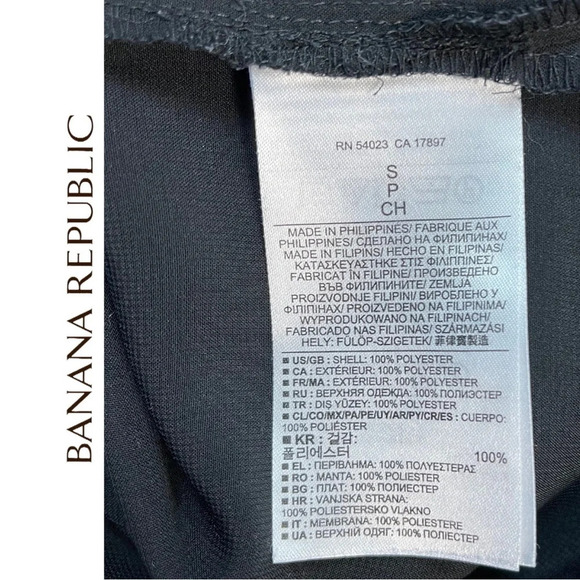 BANANA REPUBLIC
RN 54023 CA 17897
S
P
CH
MADE IN PHILIPPINES/ FABRIQUE AUX
PHILIPPINES/ СДЕЛАНО НА ФИЛИПИНАХ/
MADE IN FILIPINS/ HECHO EN FILIPINAS/
ΚΑΤΑΣΚΕΥΑΣΤΗΚΕ ΣΤΙΣ ΦΙΛΙΠΠΙΝΕΣ/
FABRICAT ÎN FILIPINE/ ПРОИЗВЕДЕНО
ВЪВ ФИЛИПИНИТЕ/ ZEMLJA
PROIZVODNJE FILIPINI/ ВИРОБЛЕНО У
ФІЛІПІНАХ/ PROIZVEDENO NA FILIPINIMA/
WYPRODUKOWANO NA FILIPINACH/
FABRICADO NAS FILIPINAS/ SZÁRMAZÁSI
HELY: FÜLÖP-SZIGETEK/ 菲律賓製造
US/GB : SHELL: 100% POLYESTER
CA : EXTÉRIEUR: 100% POLYESTER
FR/MA : EXTÉRIEUR: 100% POLYESTER
RU : ВЕРХНЯЯ ОДЕЖДА: 100% ПОЛИЭСТЕР
TR : DIŞ YÜZEY: 100% POLYESTER
CL/CO/MX/PA/PE/UY/AR/PY/CR/ES : CUERPO:
100% POLIÉSTER
KR : 겉감:
폴리에스터 100%
EL : ΠΕΡΙΒΛΗΜΑ: 100% ΠΟΛΥΕΣΤΕΡΑΣ
RO : MANTA: 100% POLIESTER
BG : ПЛАТ: 100% ПОЛИЕСТЕР
HR : VANJSKA STRANA:
100% POLIESTERSKO VLAKNO
IT : MEMBRANA: 100% POLIESTERE
UA : ВЕРХНІЙ ОДЯГ: 100% ПОЛІЕСТЕР